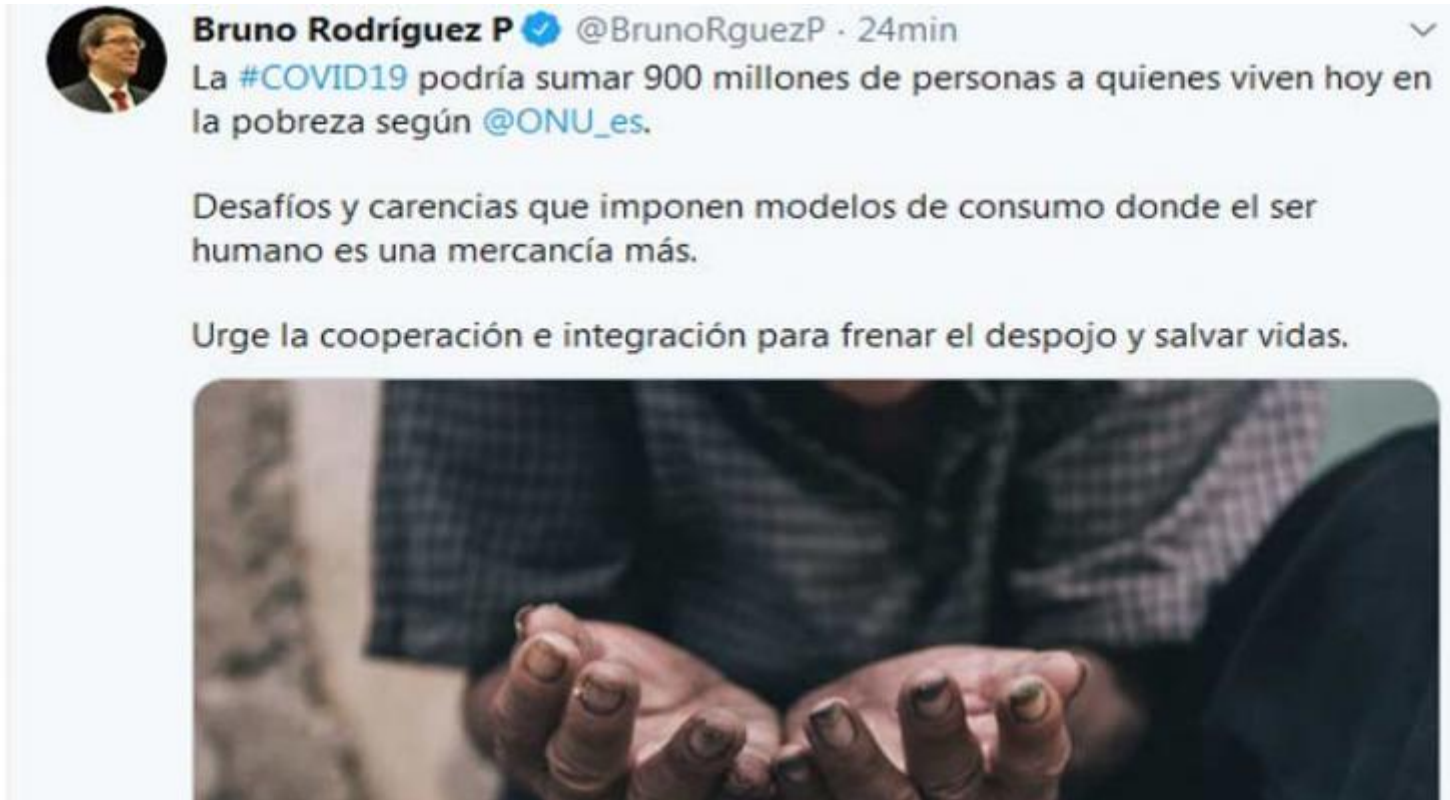 Bruno Rodríguez P @BrunoRguezP · 24min
La #COVID19 podría sumar 900 millones de personas a quienes viven hoy en
la pobreza según @ONU_es.
Desafíos y carencias que imponen modelos de consumo donde el ser
humano es una mercancía más.
Urge la cooperación e integración para frenar el despojo y salvar vidas.